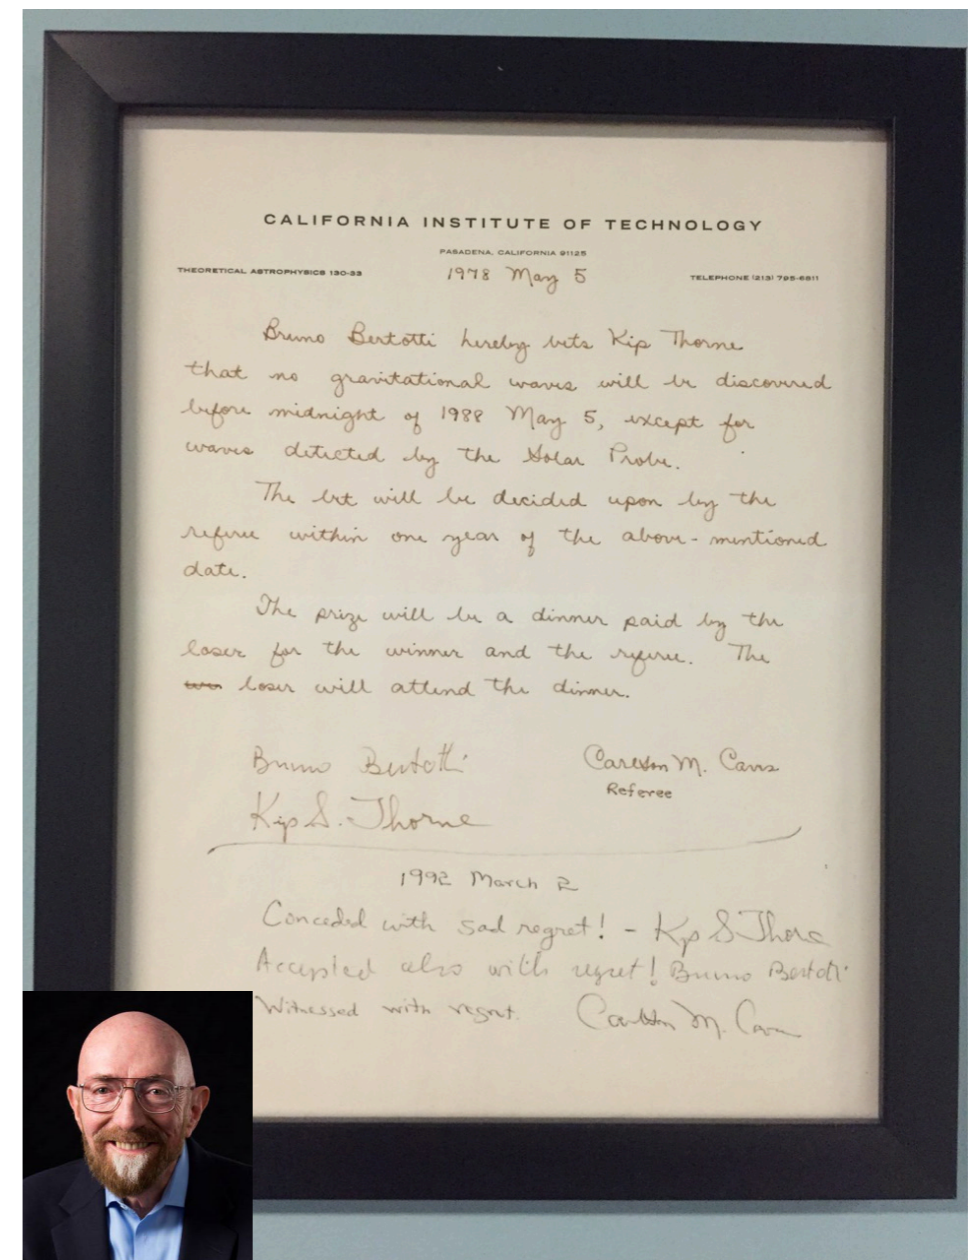 CALIFORNIA INSTITUTE OF TECHNOLOGY
PASADENA, CALIFORNIA 91125
THEORETICAL ASTROPHYSICS 130-33
1978 May 5
TELEPHONE (213) 795-6811
Bruno Bertotti hereby bets Kip Thorne
that no gravitational waves will be discovered
before midnight of 1988 May 5, except for
waves detected by the Solar Probe.
The bet will be decided upon by the
referee within one year of the above-mentioned
date.
The prize will be a dinner paid by the
loser for the winner and the referee. The
loser will attend the dinner.
Bruno Bertotti
Carlton M. Caves
Referee
Kip S. Thorne
1992 March 2
Conceded with sad regret! - Kip S Thorne
Accepted also with regret! Bruno Bertotti
Witnessed with regret. Carlton M. Caves